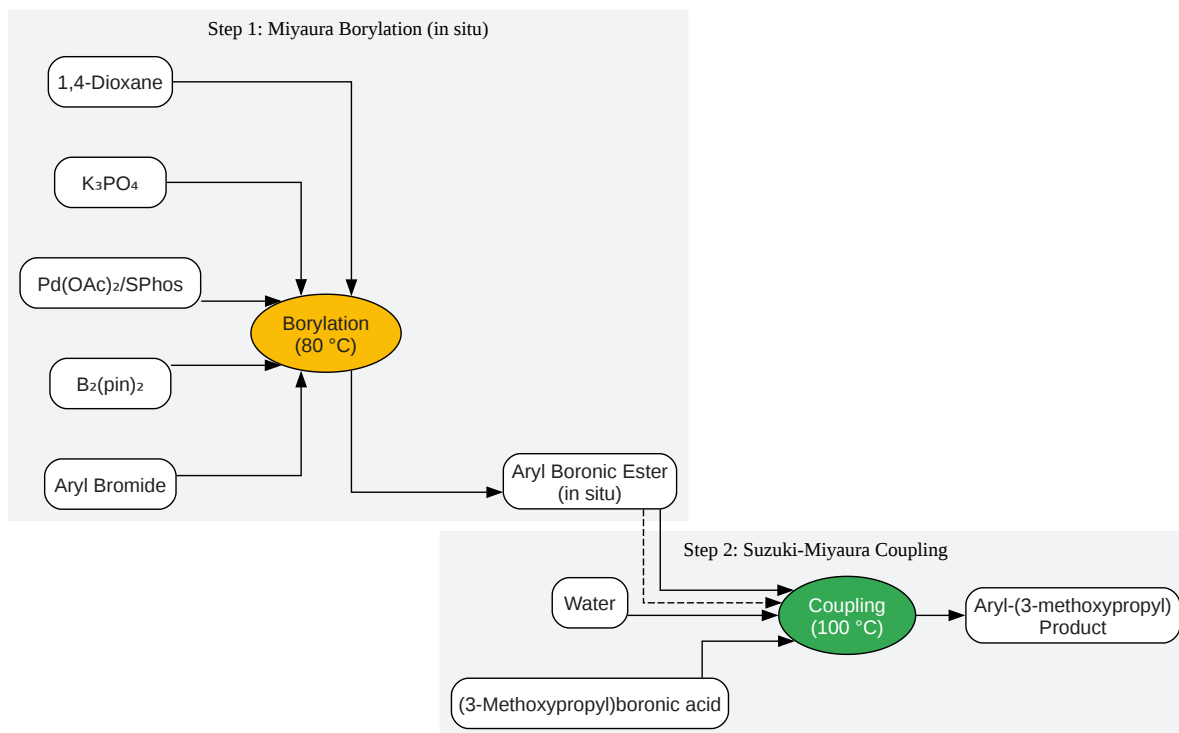 Step 1: Miyaura Borylation (in situ)
1,4-Dioxane
K₃PO₄
Pd(OAc)₂/SPhos
Borylation
(80 °C)
B₂(pin)₂
Aryl Bromide
Aryl Boronic Ester
(in situ)
Step 2: Suzuki-Miyaura Coupling
Water
Coupling
(100 °C)
Aryl-(3-methoxypropyl)
Product
(3-Methoxypropyl)boronic acid